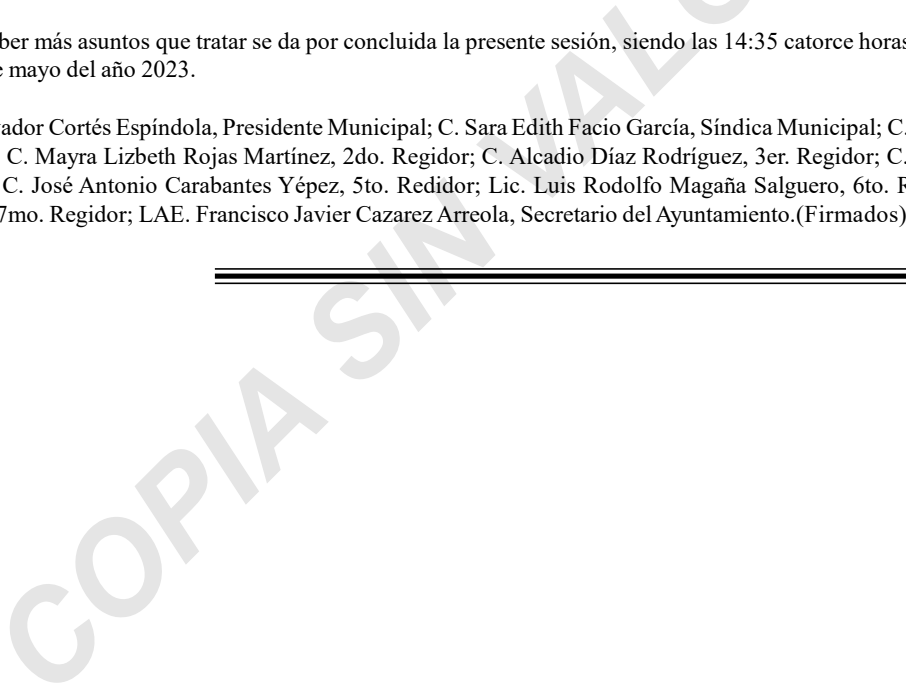 ber más asuntos que tratar se da por concluida la presente sesión, siendo las 14:35 catorce horas
e mayo del año 2023.
vador Cortés Espíndola, Presidente Municipal; C. Sara Edith Facio García, Síndica Municipal; C.
C. Mayra Lizbeth Rojas Martínez, 2do. Regidor; C. Alcadio Díaz Rodríguez, 3er. Regidor; C.
C. José Antonio Carabantes Yépez, 5to. Redidor; Lic. Luis Rodolfo Magaña Salguero, 6to. R
7mo. Regidor; LAE. Francisco Javier Cazarez Arreola, Secretario del Ayuntamiento.(Firmados)
COPIA SIN VALO